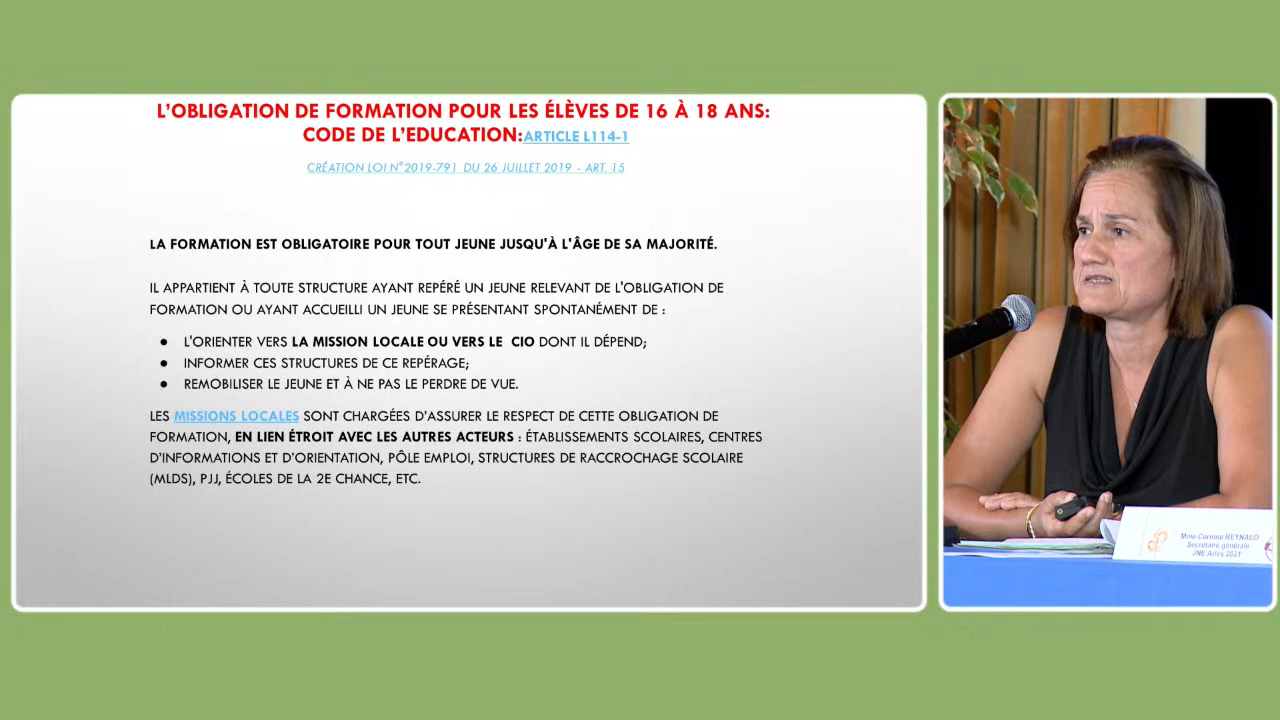 L'OBLIGATION DE FORMATION POUR LES ÉLÈVES DE 16 À 18 ANS:
CODE DE L'EDUCATION:ARTICLE L114-1
CRÉATION LOI N°2019-791 DU 26 JUILLET 2019 - ART. 15
LA FORMATION EST OBLIGATOIRE POUR TOUT JEUNE JUSQU'À L'ÂGE DE SA MAJORITÉ.
IL APPARTIENT À TOUTE STRUCTURE AYANT REPÉRÉ UN JEUNE RELEVANT DE L'OBLIGATION DE
FORMATION OU AYANT ACCUEILLI UN JEUNE SE PRÉSENTANT SPONTANÉMENT DE :
● L'ORIENTER VERS LA MISSION LOCALE OU VERS LE CIO DONT IL DÉPEND;
● INFORMER CES STRUCTURES DE CE REPÉRAGE;
● REMOBILISER LE JEUNE ET À NE PAS LE PERDRE DE VUE.
LES MISSIONS LOCALES SONT CHARGÉES D'ASSURER LE RESPECT DE CETTE OBLIGATION DE
FORMATION, EN LIEN ÉTROIT AVEC LES AUTRES ACTEURS : ÉTABLISSEMENTS SCOLAIRES, CENTRES
D'INFORMATIONS ET D'ORIENTATION, PÔLE EMPLOI, STRUCTURES DE RACCROCHAGE SCOLAIRE
(MLDS), PJJ, ÉCOLES DE LA 2E CHANCE, ETC.
Mme Corinne REYNAUD
Secrétaire générale
JNE Arles 2021